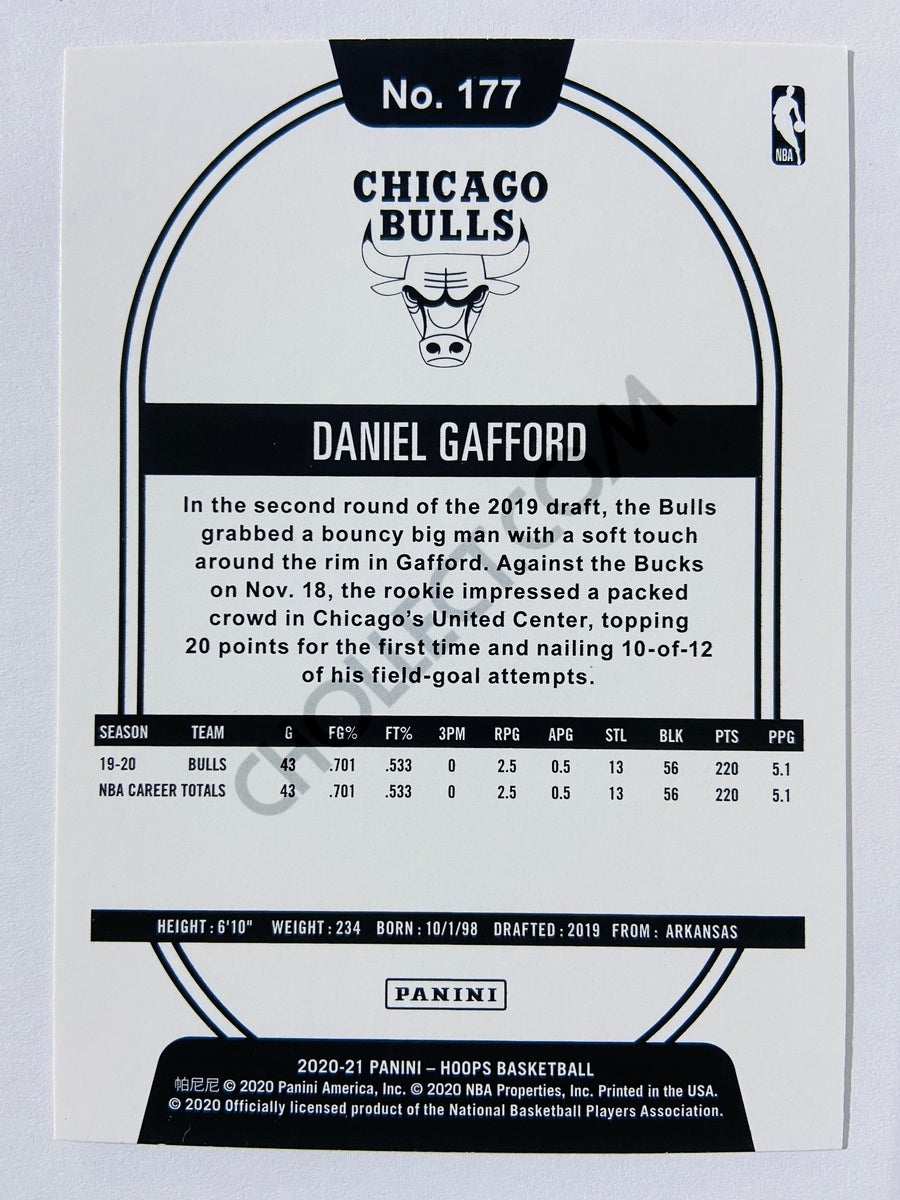 No. 177
NBA
CHICAGO
BULLS
DANIEL GAFFORD
In the second round of the 2019 draft, the Bulls
grabbed a bouncy big man with a soft touch
around the rim in Gafford. Against the Bucks
on Nov. 18, the rookie impressed a packed
crowd in Chicago's United Center, topping
20 points for the first time and nailing 10-of-12
of his field-goal attempts.
CHOLLECT.COM
SEASON TEAM G FG% FT% 3PM RPG APG STL BLK PTS PPG
19-20 BULLS 43 .701 .533 0 2.5 0.5 13 56 220 5.1
NBA CAREER TOTALS 43 .701 .533 0 2.5 0.5 13 56 220 5.1
HEIGHT: 6'10" WEIGHT: 234 BORN: 10/1/98 DRAFTED: 2019 FROM: ARKANSAS
PANINI
2020-21 PANINI – HOOPS BASKETBALL
帕尼尼 © 2020 Panini America, Inc. © 2020 NBA Properties, Inc. Printed in the USA.
© 2020 Officially licensed product of the National Basketball Players Association.